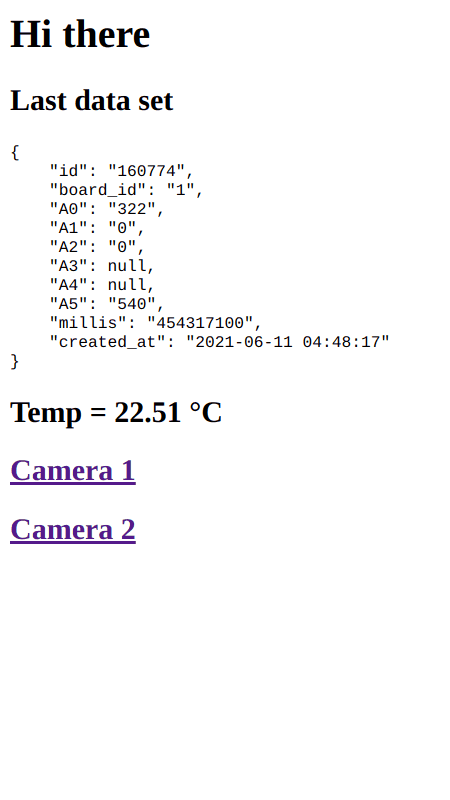 Hi there
Last data set
{
    "id": "160774",
    "board_id": "1",
    "A0": "322",
    "A1": "0",
    "A2": "0",
    "A3": null,
    "A4": null,
    "A5": "540",
    "millis": "454317100",
    "created_at": "2021-06-11 04:48:17"
}
Temp = 22.51 °C
Camera 1
Camera 2